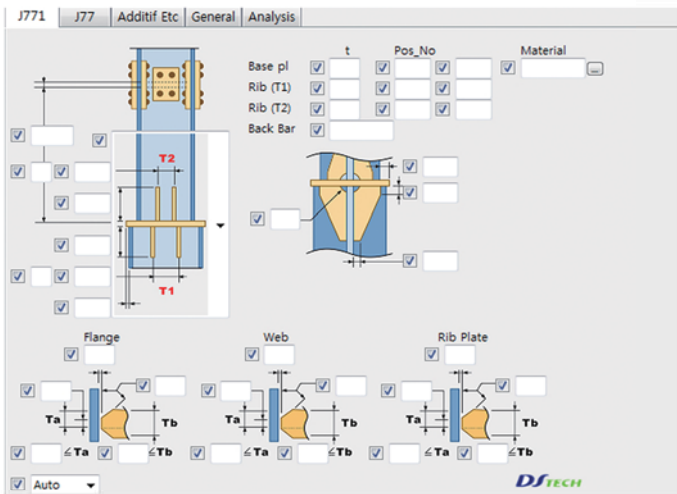 J771 J77 Additif Etc General Analysis
t Pos_No Material
Base pl
Rib (T1)
Rib (T2)
Back Bar
T2
T1
Flange Web Rib Plate
Ta Tb Ta Tb Ta Tb
≤Ta ≤Tb ≤Ta ≤Tb ≤Ta ≤Tb
Auto
DSTECH